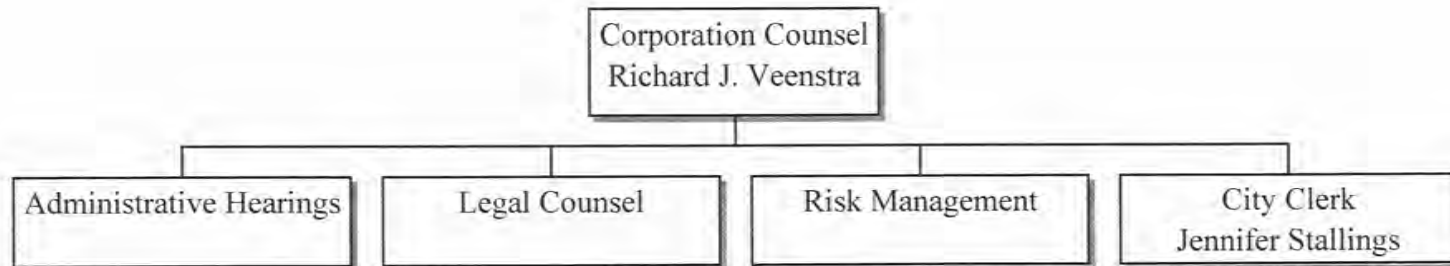 Corporation Counsel
Richard J. Veenstra
Administrative Hearings
Legal Counsel
Risk Management
City Clerk
Jennifer Stallings